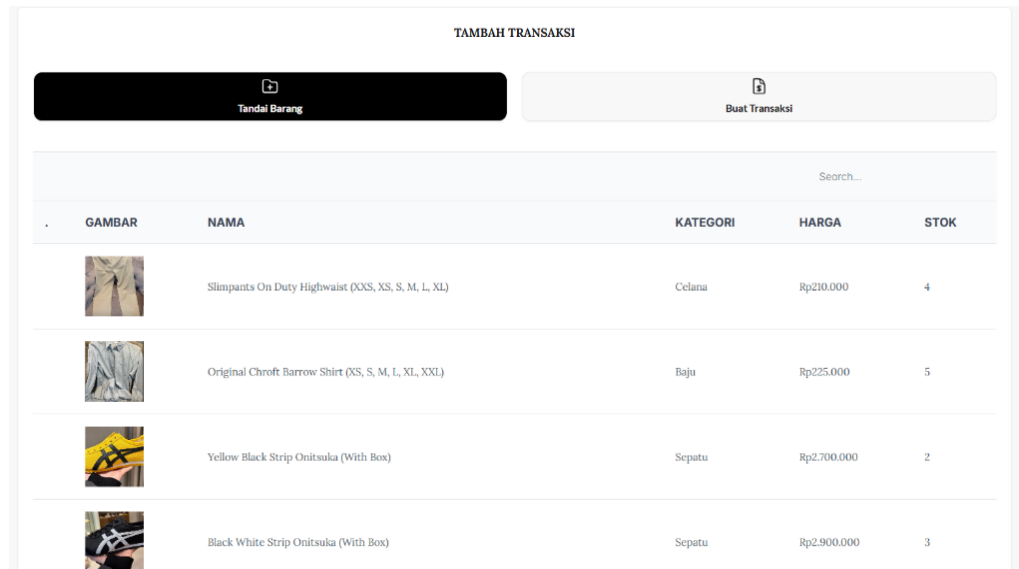 TAMBAH TRANSAKSI
Tandai Barang
Buat Transaksi
Search...
. GAMBAR NAMA KATEGORI HARGA STOK
Slimpants On Duty Highwaist (XXS, XS, S, M, L, XL) Celana Rp210.000 4
Original Chroft Barrow Shirt (XS, S, M, L, XL, XXL) Baju Rp225.000 5
Yellow Black Strip Onitsuka (With Box) Sepatu Rp2.700.000 2
Black White Strip Onitsuka (With Box) Sepatu Rp2.900.000 3